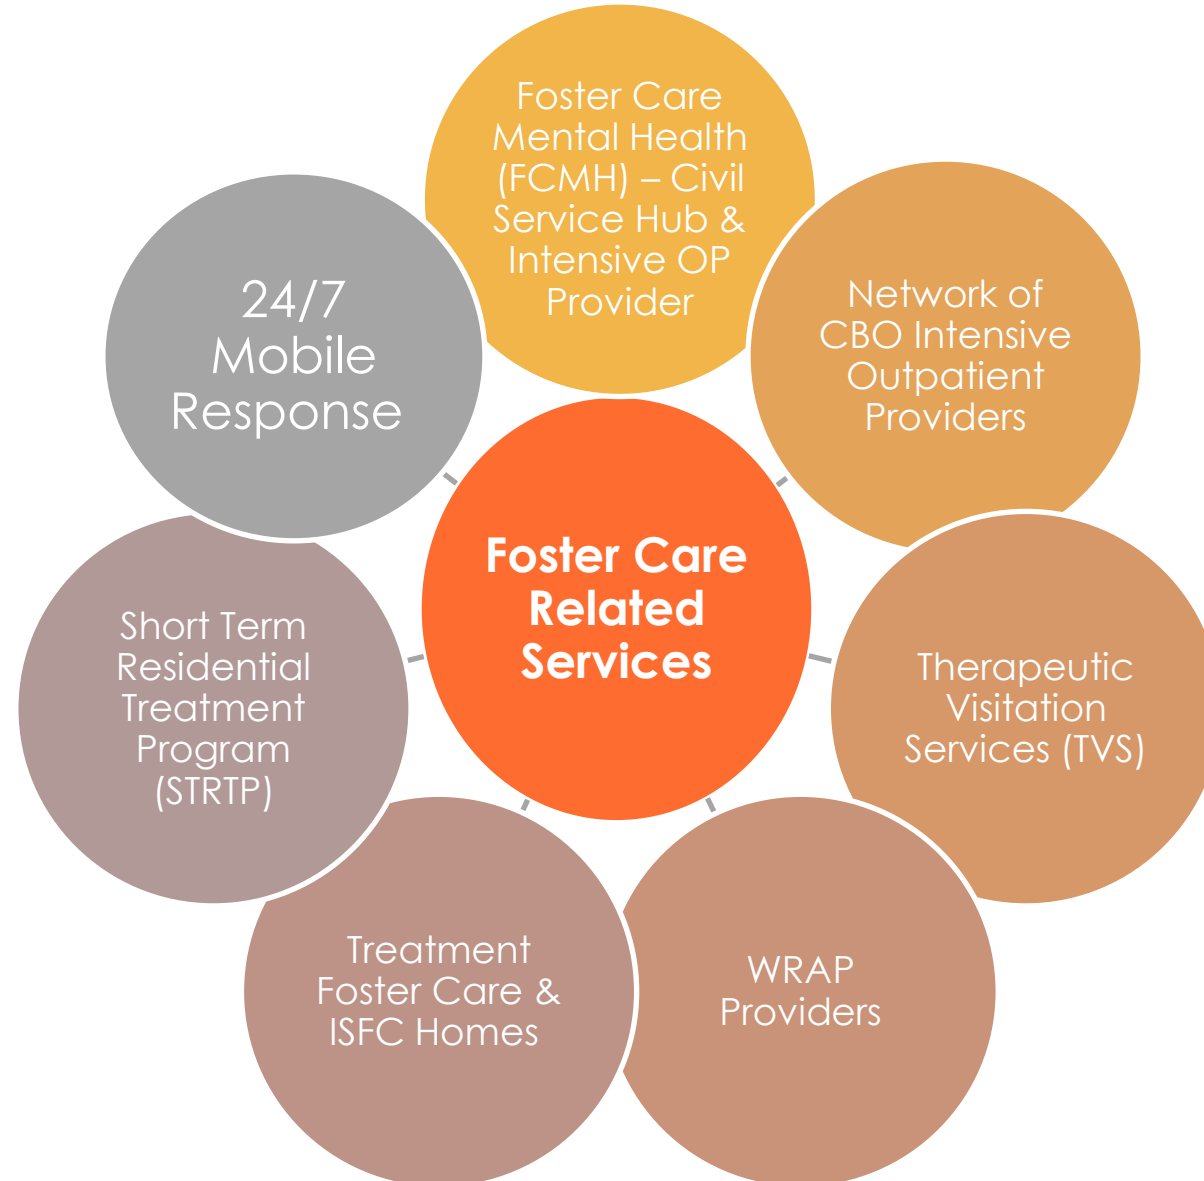 Foster Care
Mental Health
(FCMH) – Civil
Service Hub &
Intensive OP
Provider
Network of
CBO Intensive
Outpatient
Providers
Therapeutic
Visitation
Services (TVS)
WRAP
Providers
Treatment
Foster Care &
ISFC Homes
Short Term
Residential
Treatment
Program
(STRTP)
24/7
Mobile
Response
Foster Care
Related
Services